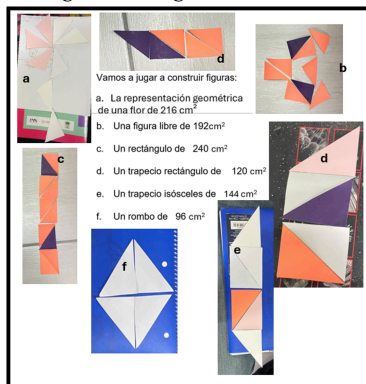 a
d
b
Vamos a jugar a construir figuras:
a. La representación geométrica
de una flor de 216 cm²
b. Una figura libre de 192cm²
c. Un rectángulo de 240 cm²
d. Un trapecio rectángulo de 120 cm²
e. Un trapecio isósceles de 144 cm²
f. Un rombo de 96 cm²
c
d
e
f